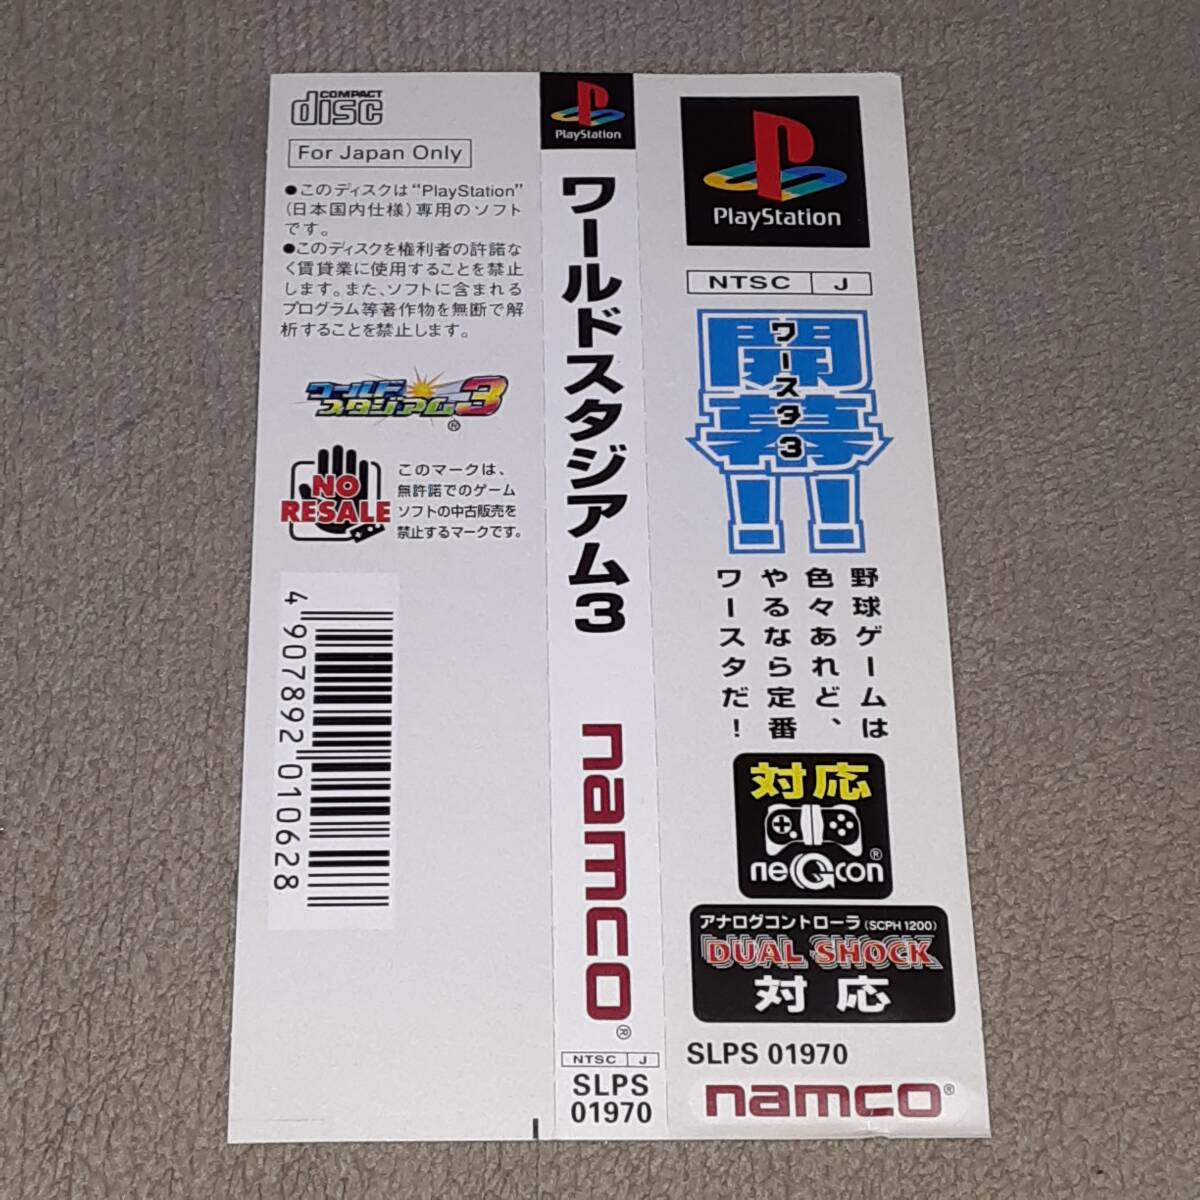 COMPACT
disc
For Japan Only
●このディスクは“PlayStation”
(日本国内仕様)専用のソフト
です。
●このディスクを権利者の許諾な
く賃貸業に使用することを禁止
します。また、ソフトに含まれる
プログラム等著作物を無断で解
析することを禁止します。
ワールド
スタジアム3
®
NO
RESALE
このマークは、
無許諾でのゲーム
ソフトの中古販売を
禁止するマークです。
4 907892 010628
PlayStation
ワールドスタジアム3
namco®
NTSC J
SLPS
01970
PlayStation
NTSC J
開幕
ワースタ3
野球ゲームは
色々あれど、
やるなら定番
ワースタだ!
対応
neGcon®
アナログコントローラ(SCPH 1200)
DUAL SHOCK
対応
SLPS 01970
namco®